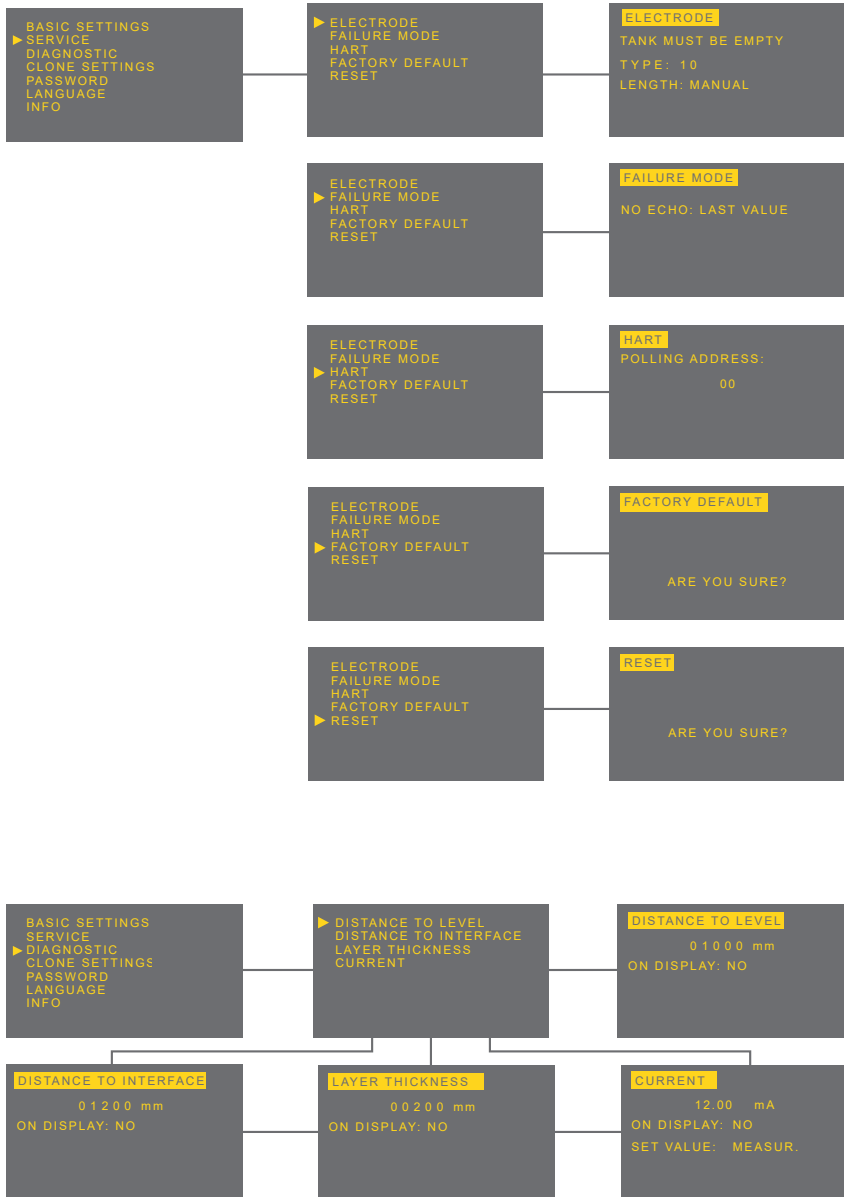 BASIC SETTINGS
SERVICE
DIAGNOSTIC
CLONE SETTINGS
PASSWORD
LANGUAGE
INFO
ELECTRODE
FAILURE MODE
HART
FACTORY DEFAULT
RESET
ELECTRODE
TANK MUST BE EMPTY
TYPE: 10
LENGTH: MANUAL
ELECTRODE
FAILURE MODE
HART
FACTORY DEFAULT
RESET
FAILURE MODE
NO ECHO: LAST VALUE
ELECTRODE
FAILURE MODE
HART
FACTORY DEFAULT
RESET
HART
POLLING ADDRESS:
00
ELECTRODE
FAILURE MODE
HART
FACTORY DEFAULT
RESET
FACTORY DEFAULT
ARE YOU SURE?
ELECTRODE
FAILURE MODE
HART
FACTORY DEFAULT
RESET
RESET
ARE YOU SURE?
BASIC SETTINGS
SERVICE
DIAGNOSTIC
CLONE SETTINGS
PASSWORD
LANGUAGE
INFO
DISTANCE TO LEVEL
DISTANCE TO INTERFACE
LAYER THICKNESS
CURRENT
DISTANCE TO LEVEL
01000 mm
ON DISPLAY: NO
DISTANCE TO INTERFACE
01200 mm
ON DISPLAY: NO
LAYER THICKNESS
00200 mm
ON DISPLAY: NO
CURRENT
12.00 mA
ON DISPLAY: NO
SET VALUE: MEASUR.